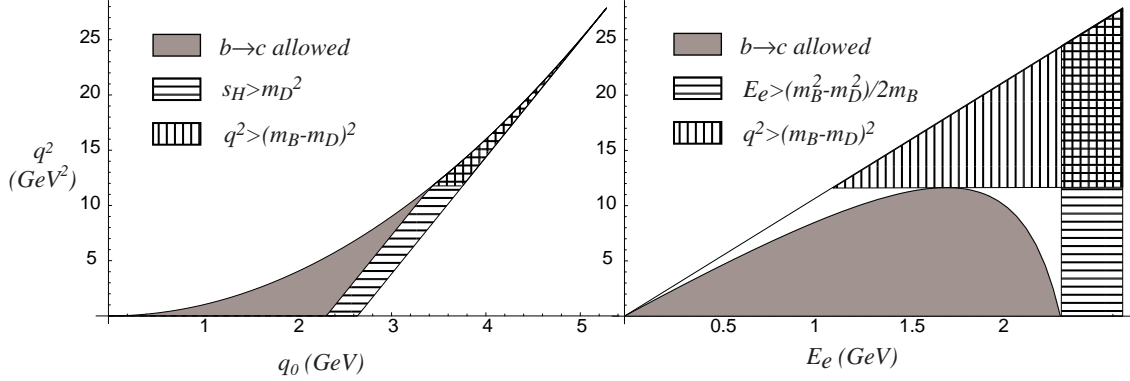 25
20
15
10
5
q²
(GeV²)
b→c allowed
s_H>m_D²
q²>(m_B-m_D)²
1
2
3
4
5
q₀ (GeV)
25
20
15
10
5
b→c allowed
E_e>(m_B²-m_D²)/2m_B
q²>(m_B-m_D)²
0.5
1
1.5
2
E_e (GeV)